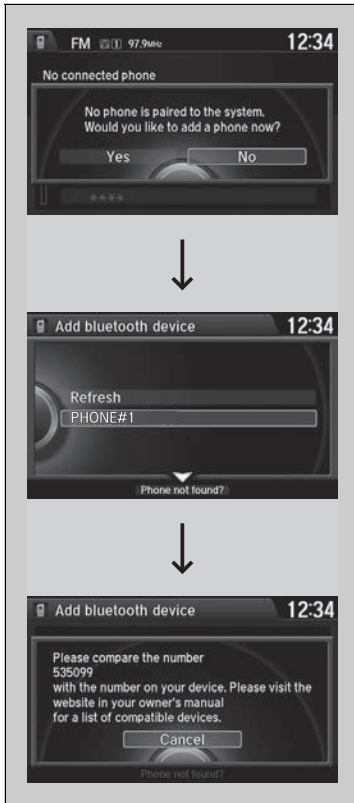 FM 97.9MHz 12:34
No connected phone
No phone is paired to the system.
Would you like to add a phone now?
Yes No
Add bluetooth device 12:34
Refresh
PHONE#1
Phone not found?
Add bluetooth device 12:34
Please compare the number
535099
with the number on your device. Please visit the
website in your owner's manual
for a list of compatible devices.
Cancel
Phone not found?